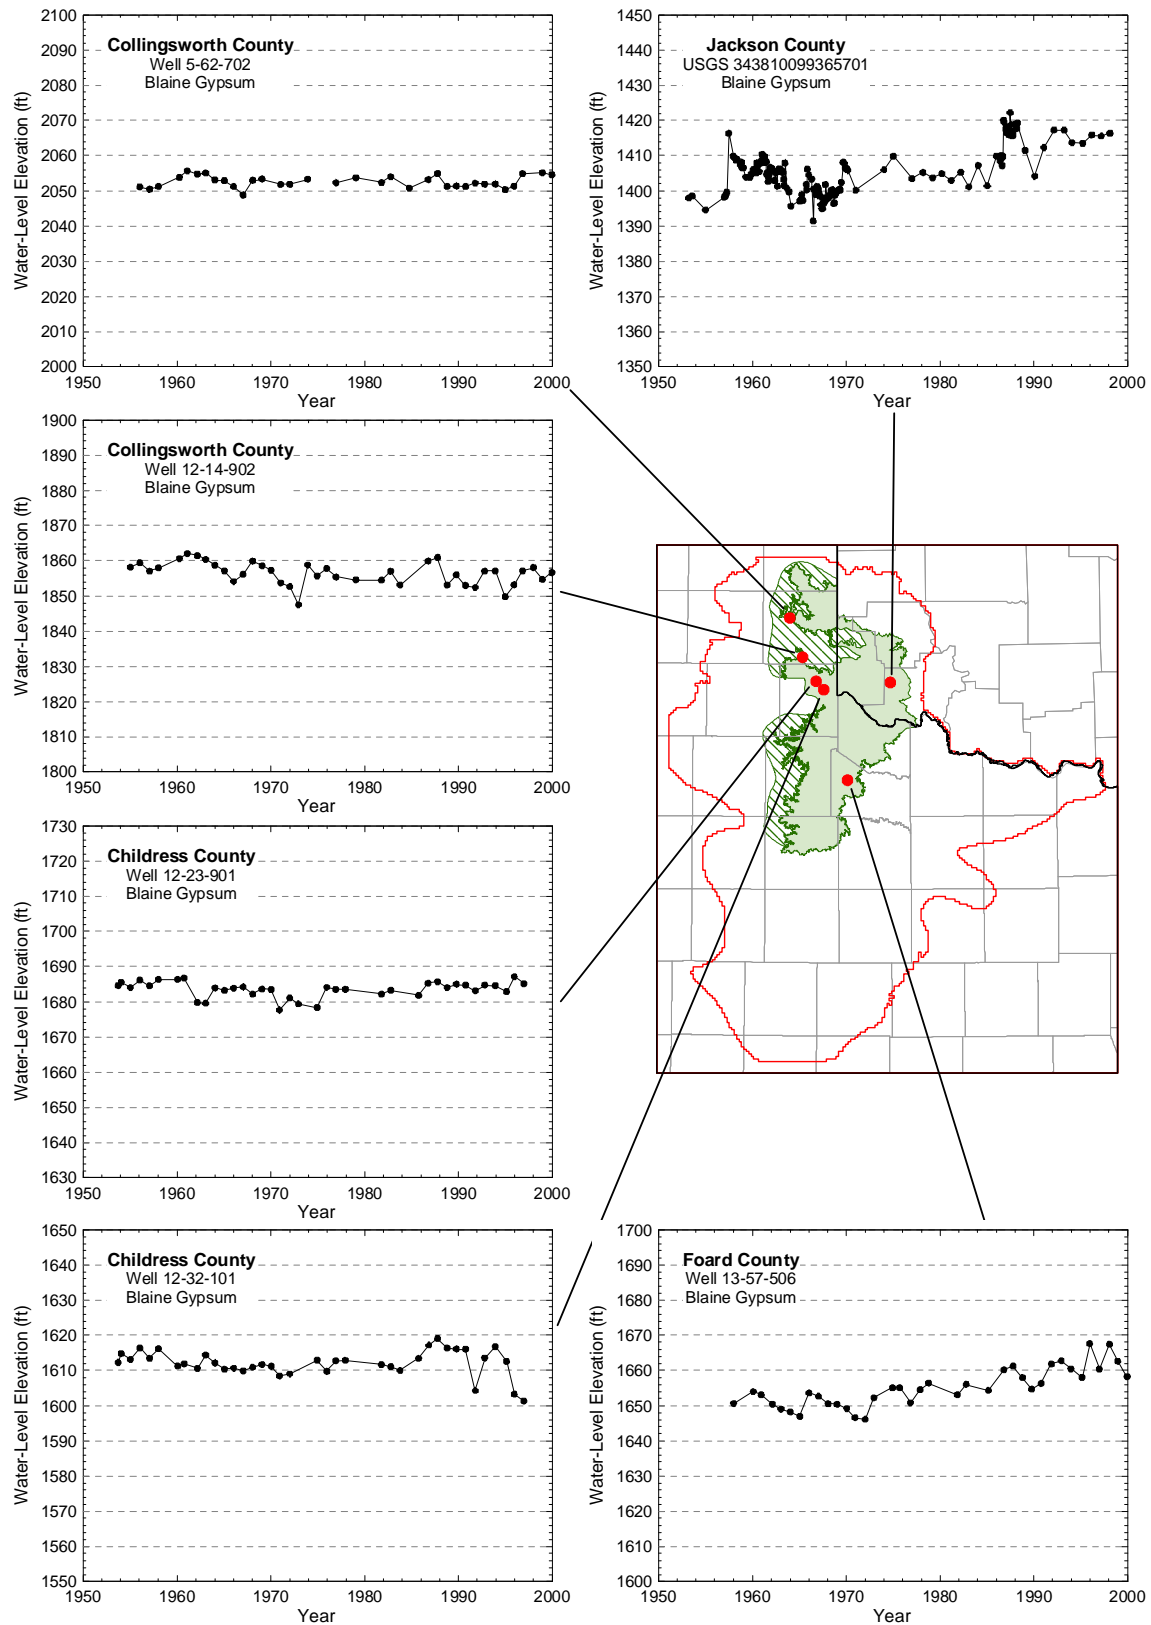 Collingsworth County
Well 5-62-702
Blaine Gypsum
Water-Level Elevation (ft)
2100
2090
2080
2070
2060
2050
2040
2030
2020
2010
2000
1950 1960 1970 1980 1990 2000
Year
Jackson County
USGS 343810099365701
Blaine Gypsum
Water-Level Elevation (ft)
1450
1440
1430
1420
1410
1400
1390
1380
1370
1360
1350
1950 1960 1970 1980 1990 2000
Year
Collingsworth County
Well 12-14-902
Blaine Gypsum
Water-Level Elevation (ft)
1900
1890
1880
1870
1860
1850
1840
1830
1820
1810
1800
1950 1960 1970 1980 1990 2000
Year
Childress County
Well 12-23-901
Blaine Gypsum
Water-Level Elevation (ft)
1730
1720
1710
1700
1690
1680
1670
1660
1650
1640
1630
1950 1960 1970 1980 1990 2000
Year
Childress County
Well 12-32-101
Blaine Gypsum
Water-Level Elevation (ft)
1650
1640
1630
1620
1610
1600
1590
1580
1570
1560
1550
1950 1960 1970 1980 1990 2000
Year
Foard County
Well 13-57-506
Blaine Gypsum
Water-Level Elevation (ft)
1700
1690
1680
1670
1660
1650
1640
1630
1620
1610
1600
1950 1960 1970 1980 1990 2000
Year